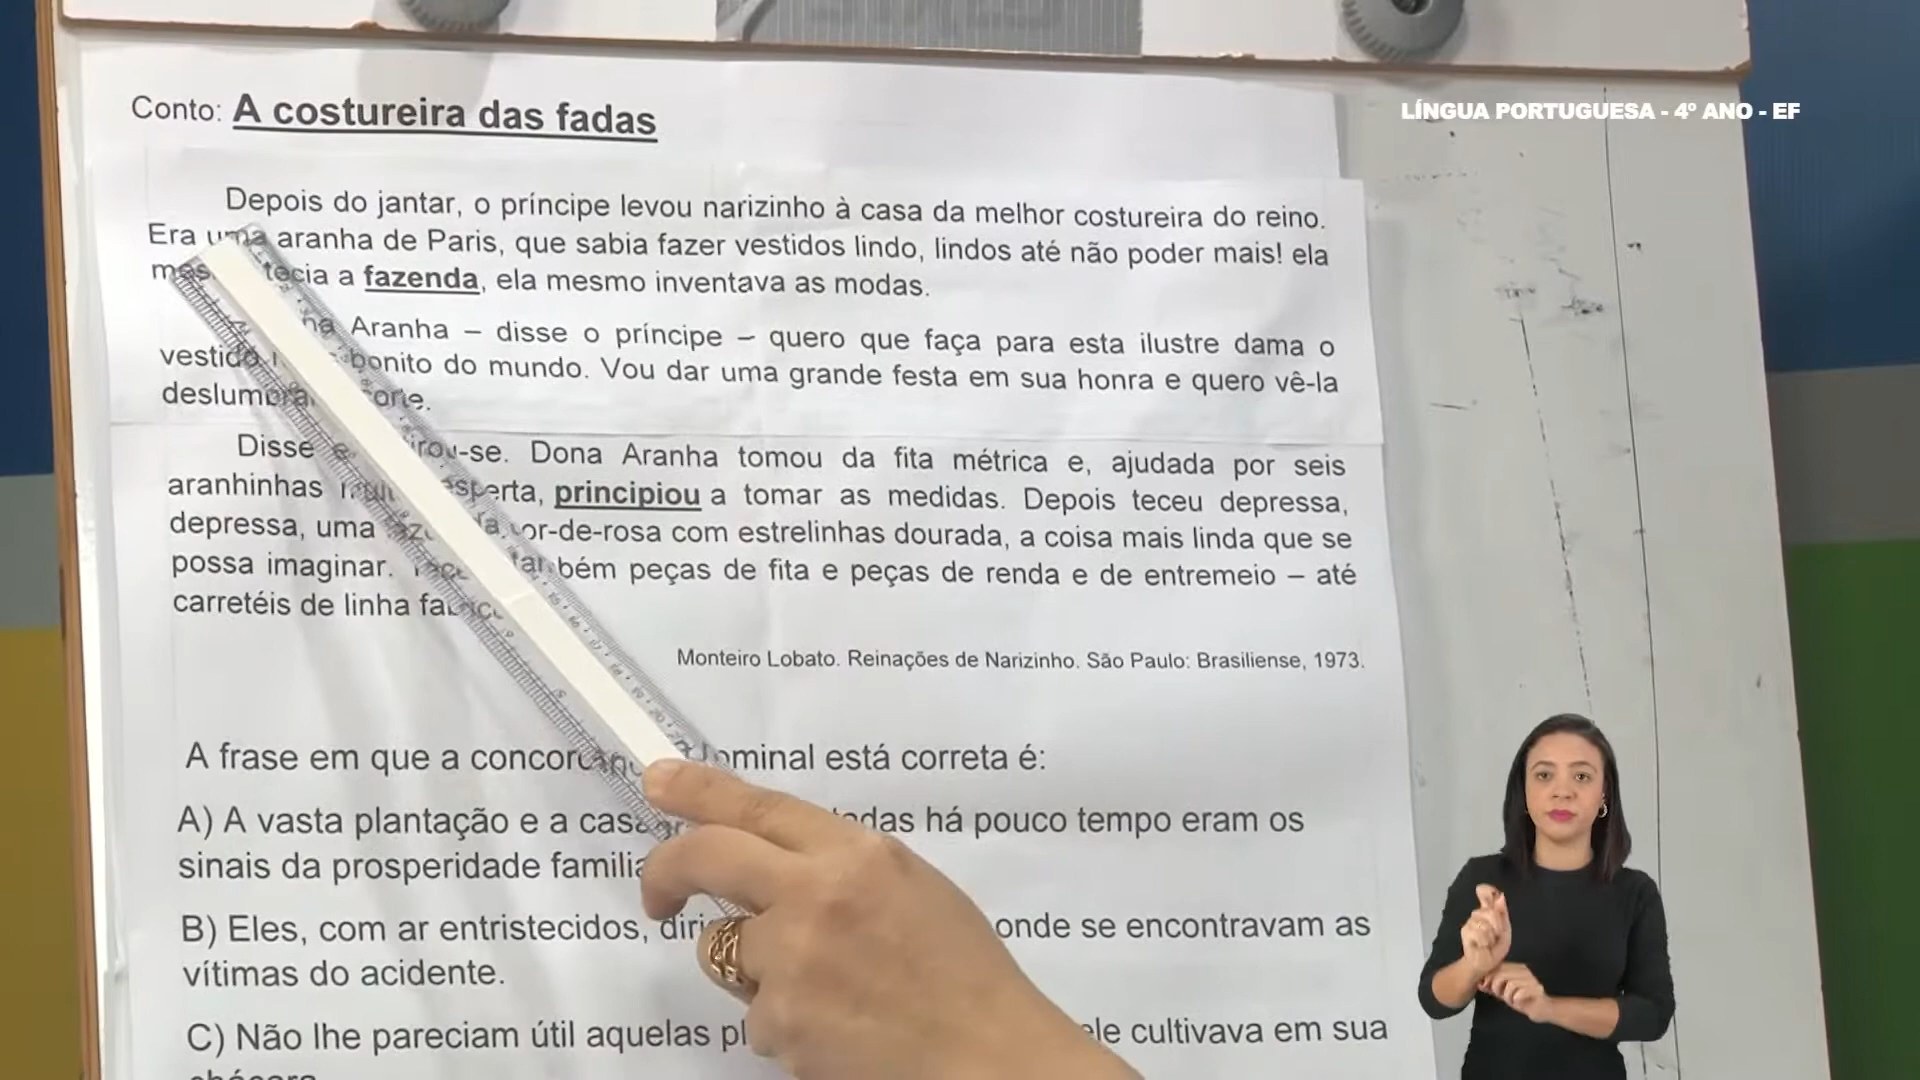 LÍNGUA PORTUGUESA - 4º ANO - EF
Conto: A costureira das fadas
Depois do jantar, o príncipe levou narizinho à casa da melhor costureira do reino.
Era uma aranha de Paris, que sabia fazer vestidos lindo, lindos até não poder mais! ela
tecia a fazenda, ela mesmo inventava as modas.
Aranha – disse o príncipe – quero que faça para esta ilustre dama o
vestido bonito do mundo. Vou dar uma grande festa em sua honra e quero vê-la
corte.
Disse Dona Aranha tomou da fita métrica e, ajudada por seis
aranhinhas esperta, principiou a tomar as medidas. Depois teceu depressa,
depressa, uma cor-de-rosa com estrelinhas dourada, a coisa mais linda que se
possa imaginar. também peças de fita e peças de renda e de entremeio – até
carretéis de linha
Monteiro Lobato. Reinações de Narizinho. São Paulo: Brasiliense, 1973.
A frase em que a concordância nominal está correta é:
A) A vasta plantação e a casa há pouco tempo eram os
sinais da prosperidade
B) Eles, com ar entristecidos, onde se encontravam as
vítimas do acidente.
C) Não lhe pareciam útil aquelas ele cultivava em sua